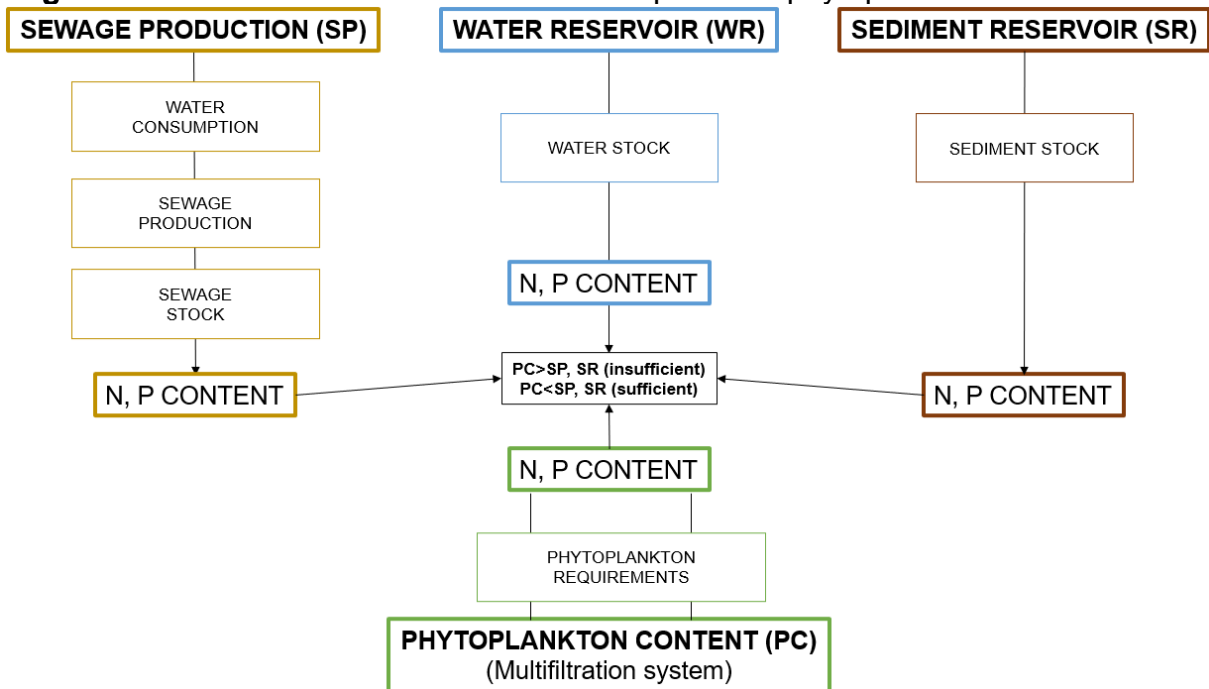 SEWAGE PRODUCTION (SP)
WATER RESERVOIR (WR)
SEDIMENT RESERVOIR (SR)
WATER
CONSUMPTION
WATER STOCK
SEDIMENT STOCK
SEWAGE
PRODUCTION
SEWAGE
STOCK
N, P CONTENT
PC>SP, SR (insufficient)
PC<SP, SR (sufficient)
N, P CONTENT
N, P CONTENT
N, P CONTENT
PHYTOPLANKTON
REQUIREMENTS
PHYTOPLANKTON CONTENT (PC)
(Multifiltration system)